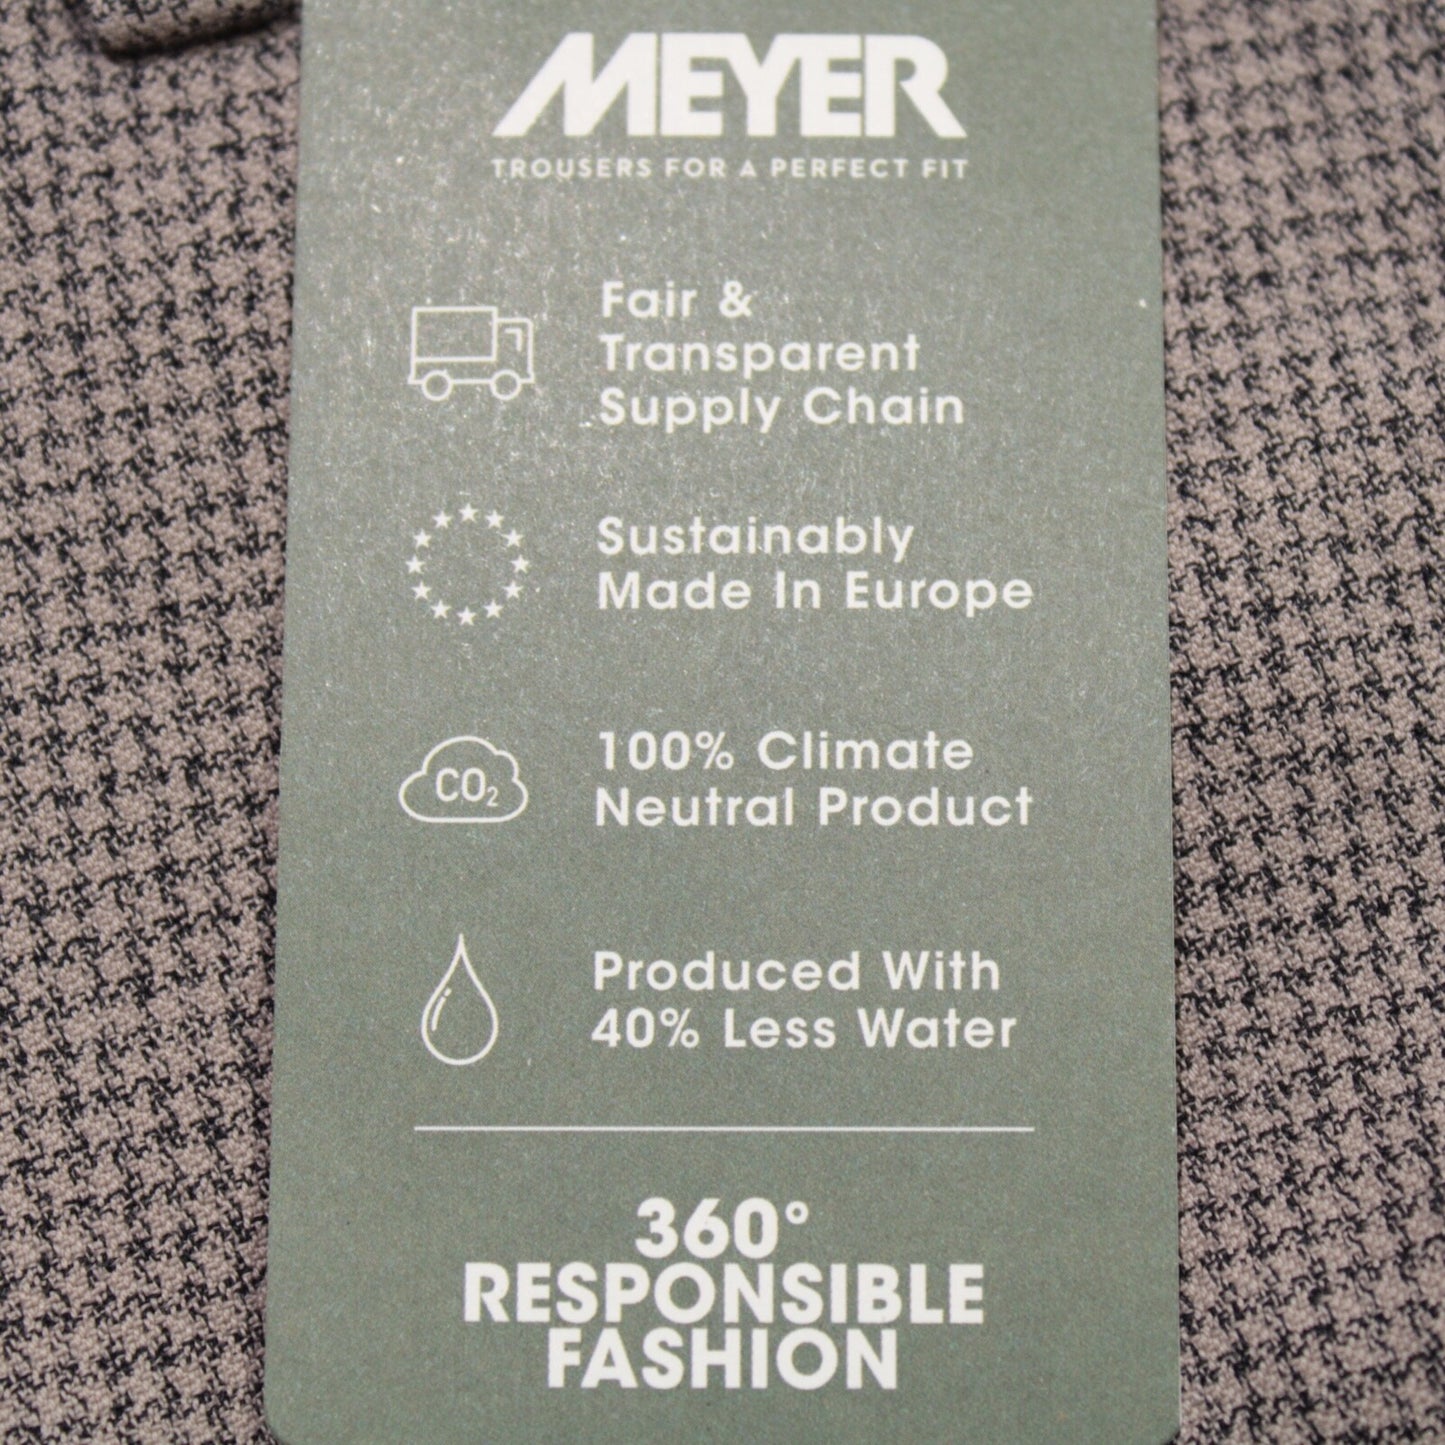 MEYER
TROUSERS FOR A PERFECT FIT
Fair &
Transparent
Supply Chain
Sustainably
Made In Europe
CO₂
100% Climate
Neutral Product
Produced With
40% Less Water
360°
RESPONSIBLE
FASHION